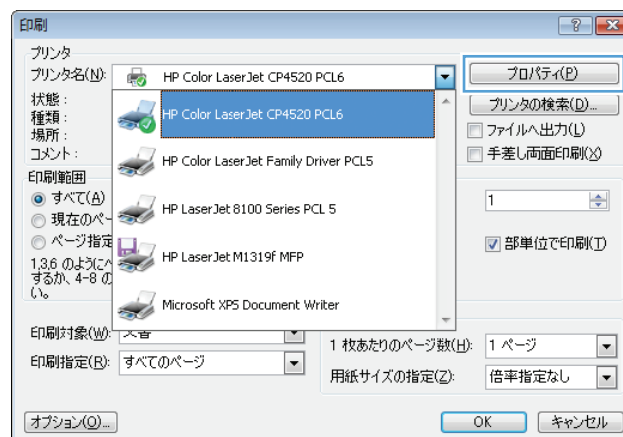 印刷
プリンタ
プリンタ名(N):
HP Color LaserJet CP4520 PCL6
プロパティ(P)
状態 :
種類 :
場所 :
コメント :
HP Color LaserJet CP4520 PCL6
HP Color LaserJet Family Driver PCL5
HP LaserJet 8100 Series PCL 5
HP LaserJet M1319f MFP
Microsoft XPS Document Writer
プリンタの検索(D)...
ファイルへ出力(L)
手差し両面印刷(X)
印刷範囲
すべて(A)
現在のペー
ページ指定
1,3,6 のように
するか、4-8 の
い。
1
部単位で印刷(T)
印刷対象(W):
印刷指定(R): すべてのページ
1 枚あたりのページ数(H): 1 ページ
用紙サイズの指定(Z): 倍率指定なし
オプション(O)...
OK
キャンセル